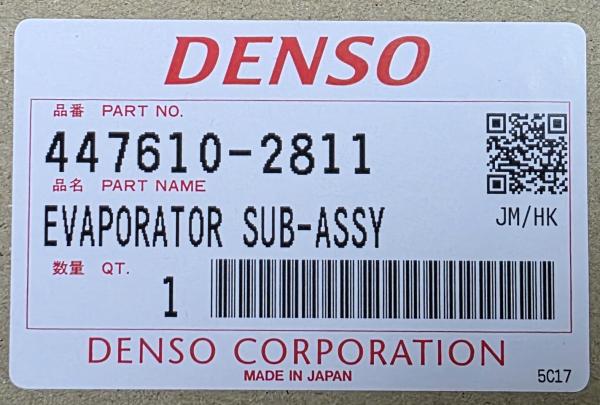 DENSO
品番 PART NO.
447610-2811
品名 PART NAME
EVAPORATOR SUB-ASSY
JM/HK
数量 QT.
1
DENSO CORPORATION
MADE IN JAPAN
5C17